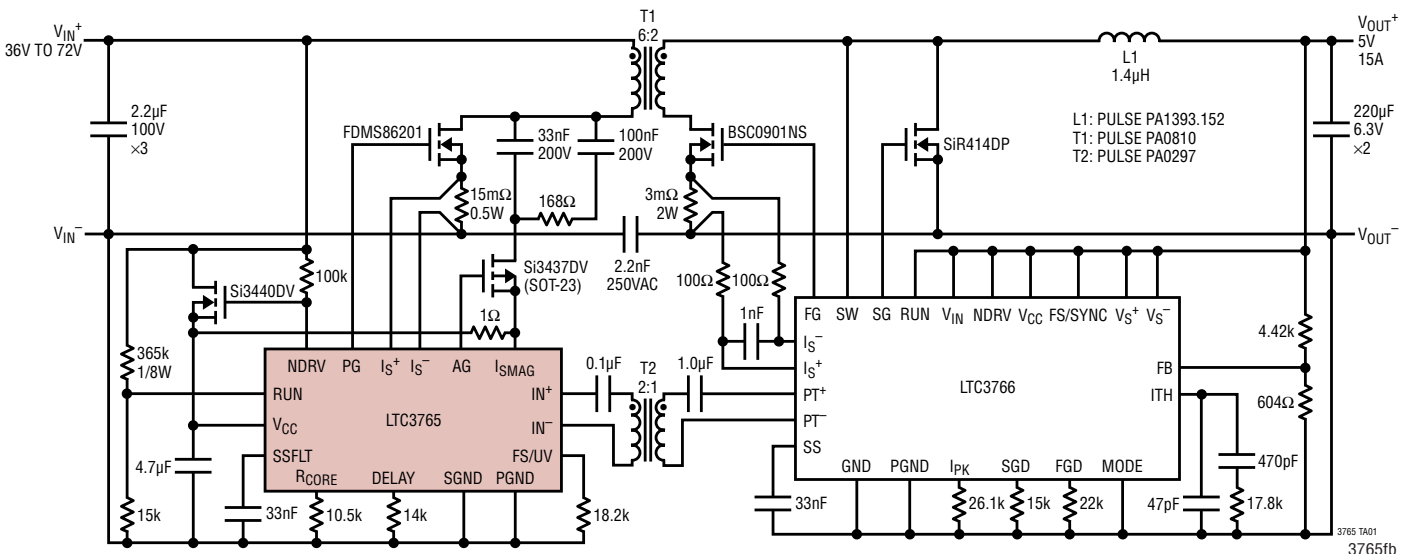 T1
6:2
VIN+
36V TO 72V
VOUT+
5V
15A
L1
1.4µH
2.2µF
100V
×3
FDMS86201
33nF
200V
100nF
200V
BSC0901NS
SiR414DP
L1: PULSE PA1393.152
T1: PULSE PA0810
T2: PULSE PA0297
220µF
6.3V
×2
15mΩ
0.5W
168Ω
3mΩ
2W
VIN–
VOUT–
100k
Si3440DV
Si3437DV
(SOT-23)
2.2nF
250VAC
100Ω
100Ω
1Ω
1nF
365k
1/8W
4.42k
NDRV
PG
IS+
IS–
AG
ISMAG
RUN
VCC
SSFLT
RCORE
DELAY
SGND
PGND
IN+
IN–
FS/UV
LTC3765
0.1µF
T2
2:1
1.0µF
FG
SW
SG
RUN
VIN
NDRV
VCC
FS/SYNC
VS+
VS–
IS–
IS+
PT+
PT–
SS
LTC3766
FB
ITH
GND
PGND
IPK
SGD
FGD
MODE
604Ω
4.7µF
15k
33nF
10.5k
14k
18.2k
33nF
26.1k
15k
22k
47pF
470pF
17.8k
3765 TA01
3765fb